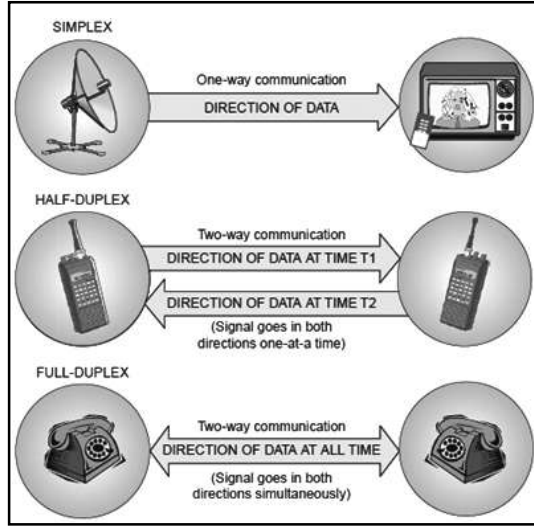 SIMPLEX
One-way communication
DIRECTION OF DATA
HALF-DUPLEX
Two-way communication
DIRECTION OF DATA AT TIME T1
DIRECTION OF DATA AT TIME T2
(Signal goes in both
directions one-at-a time)
FULL-DUPLEX
Two-way communication
DIRECTION OF DATA AT ALL TIME
(Signal goes in both
directions simultaneously)